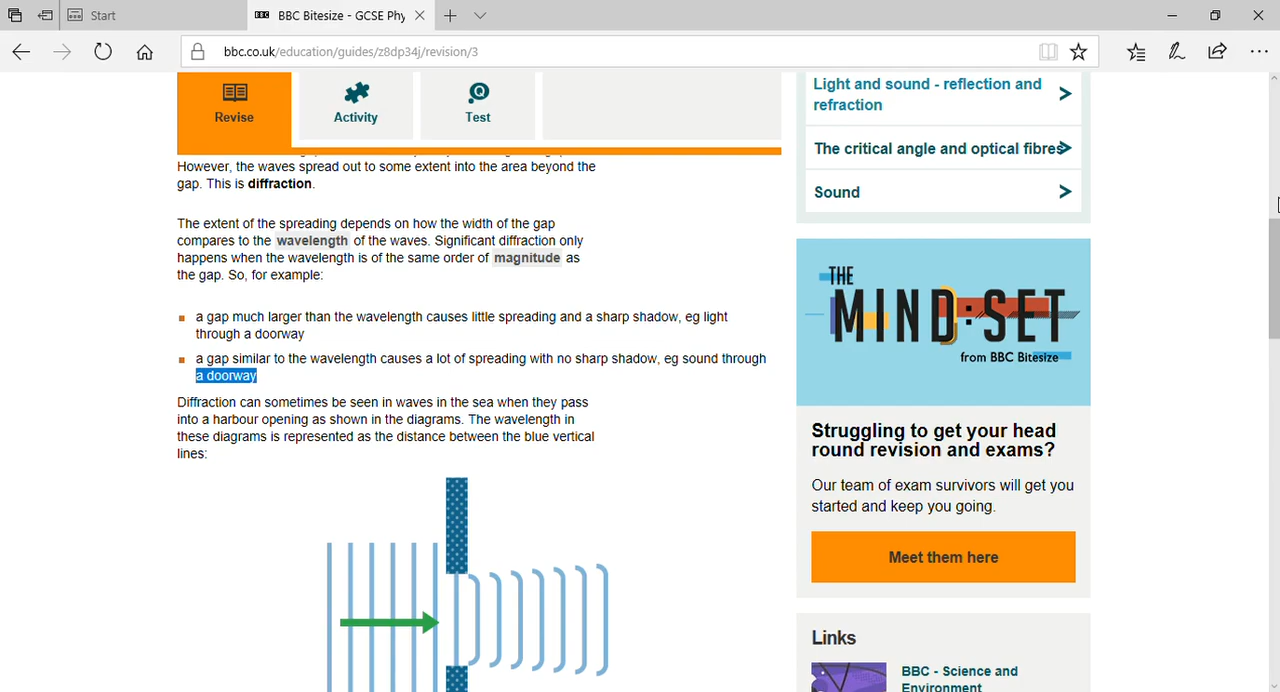 Start
BBC BBC Bitesize - GCSE Phy
bbc.co.uk/education/guides/z8dp34j/revision/3
Revise
Activity
Test
However, the waves spread out to some extent into the area beyond the
gap. This is diffraction.
The extent of the spreading depends on how the width of the gap
compares to the wavelength of the waves. Significant diffraction only
happens when the wavelength is of the same order of magnitude as
the gap. So, for example:
a gap much larger than the wavelength causes little spreading and a sharp shadow, eg light
through a doorway
a gap similar to the wavelength causes a lot of spreading with no sharp shadow, eg sound through
a doorway
Diffraction can sometimes be seen in waves in the sea when they pass
into a harbour opening as shown in the diagrams. The wavelength in
these diagrams is represented as the distance between the blue vertical
lines:
Light and sound - reflection and
refraction
The critical angle and optical fibres
Sound
THE
MIND:SET
from BBC Bitesize
Struggling to get your head
round revision and exams?
Our team of exam survivors will get you
started and keep you going.
Meet them here
Links
BBC - Science and
Environment